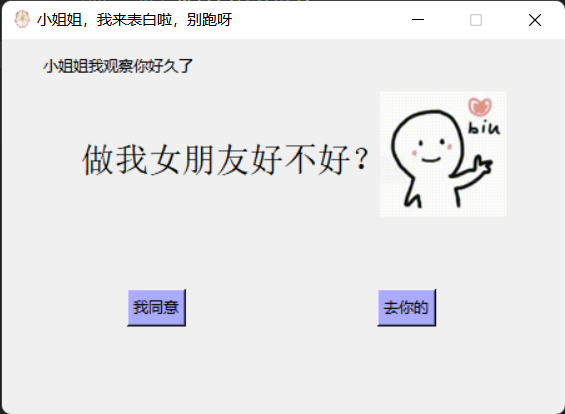 小姐姐，我来表白啦，别跑呀
小姐姐我观察你好久了
biu
做我女朋友好不好？
我同意
去你的